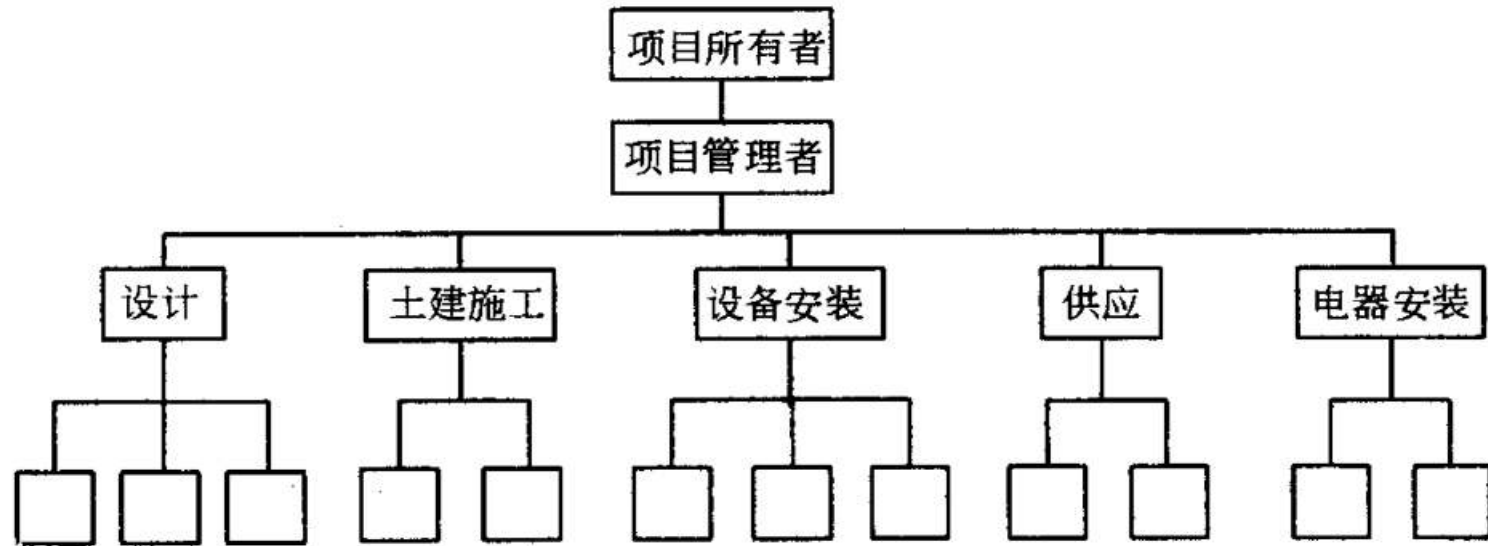 项目所有者
项目管理者
设计
土建施工
设备安装
供应
电器安装